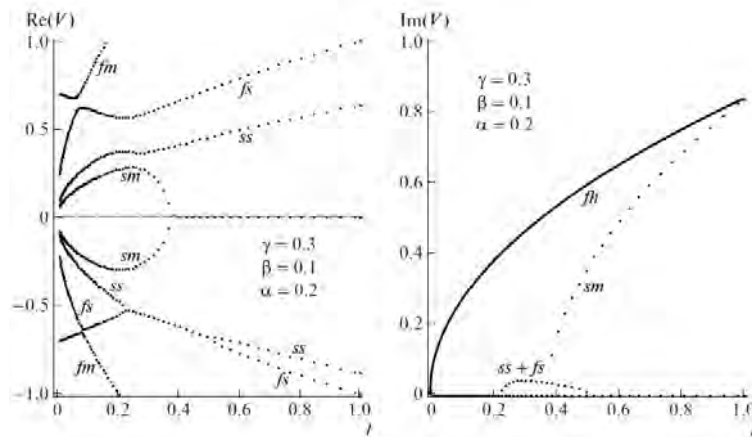 Re(V)
1.0
fm
fs
0.5
ss
sm
0
sm
γ = 0.3
β = 0.1
α = 0.2
ss
−0.5
fs
ss
fm
fs
−1.0
0 0.2 0.4 0.6 0.8 1.0
l
Im(V)
1.0
γ = 0.3
β = 0.1
α = 0.2
0.8
0.6
fh
0.4
sm
0.2
ss + fs
0
0 0.2 0.4 0.6 0.8 1.0